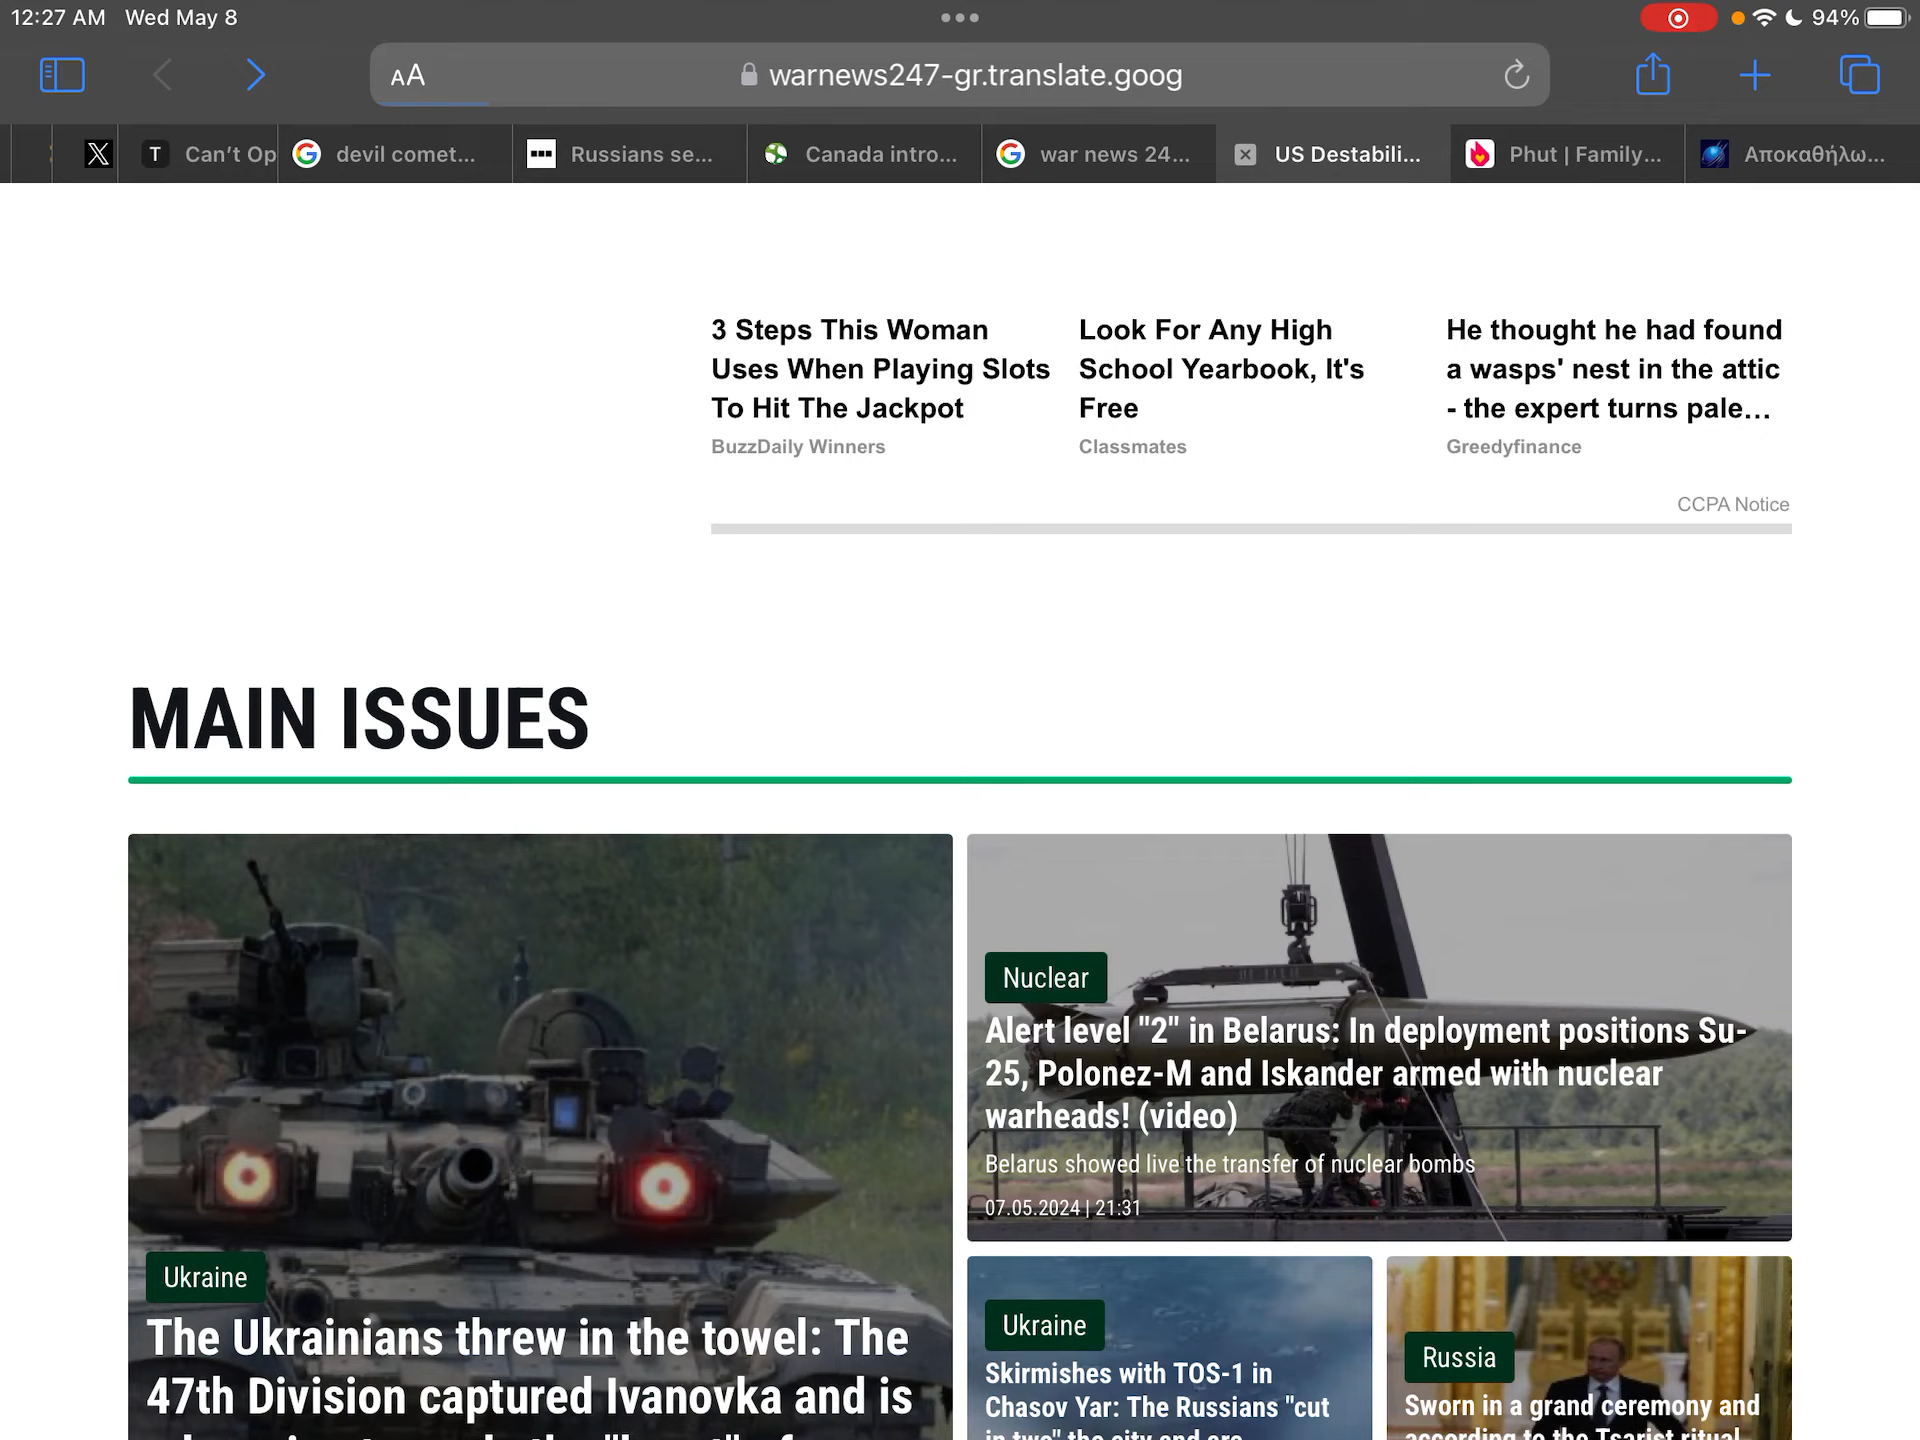 12:27 AM Wed May 8
94%
AA
warnews247-gr.translate.goog
T Can't Op
devil comet...
Russians se...
Canada intro...
war news 24...
US Destabili...
Phut | Family...
Αποκαθήλω...
3 Steps This Woman
Uses When Playing Slots
To Hit The Jackpot
BuzzDaily Winners
Look For Any High
School Yearbook, It's
Free
Classmates
He thought he had found
a wasps' nest in the attic
- the expert turns pale...
Greedyfinance
CCPA Notice
MAIN ISSUES
Ukraine
The Ukrainians threw in the towel: The
47th Division captured Ivanovka and is
Nuclear
Alert level "2" in Belarus: In deployment positions Su-
25, Polonez-M and Iskander armed with nuclear
warheads! (video)
Belarus showed live the transfer of nuclear bombs
07.05.2024 | 21:31
Ukraine
Skirmishes with TOS-1 in
Chasov Yar: The Russians "cut
in two" the city and are
Russia
Sworn in a grand ceremony and
according to the Tsarist ritual